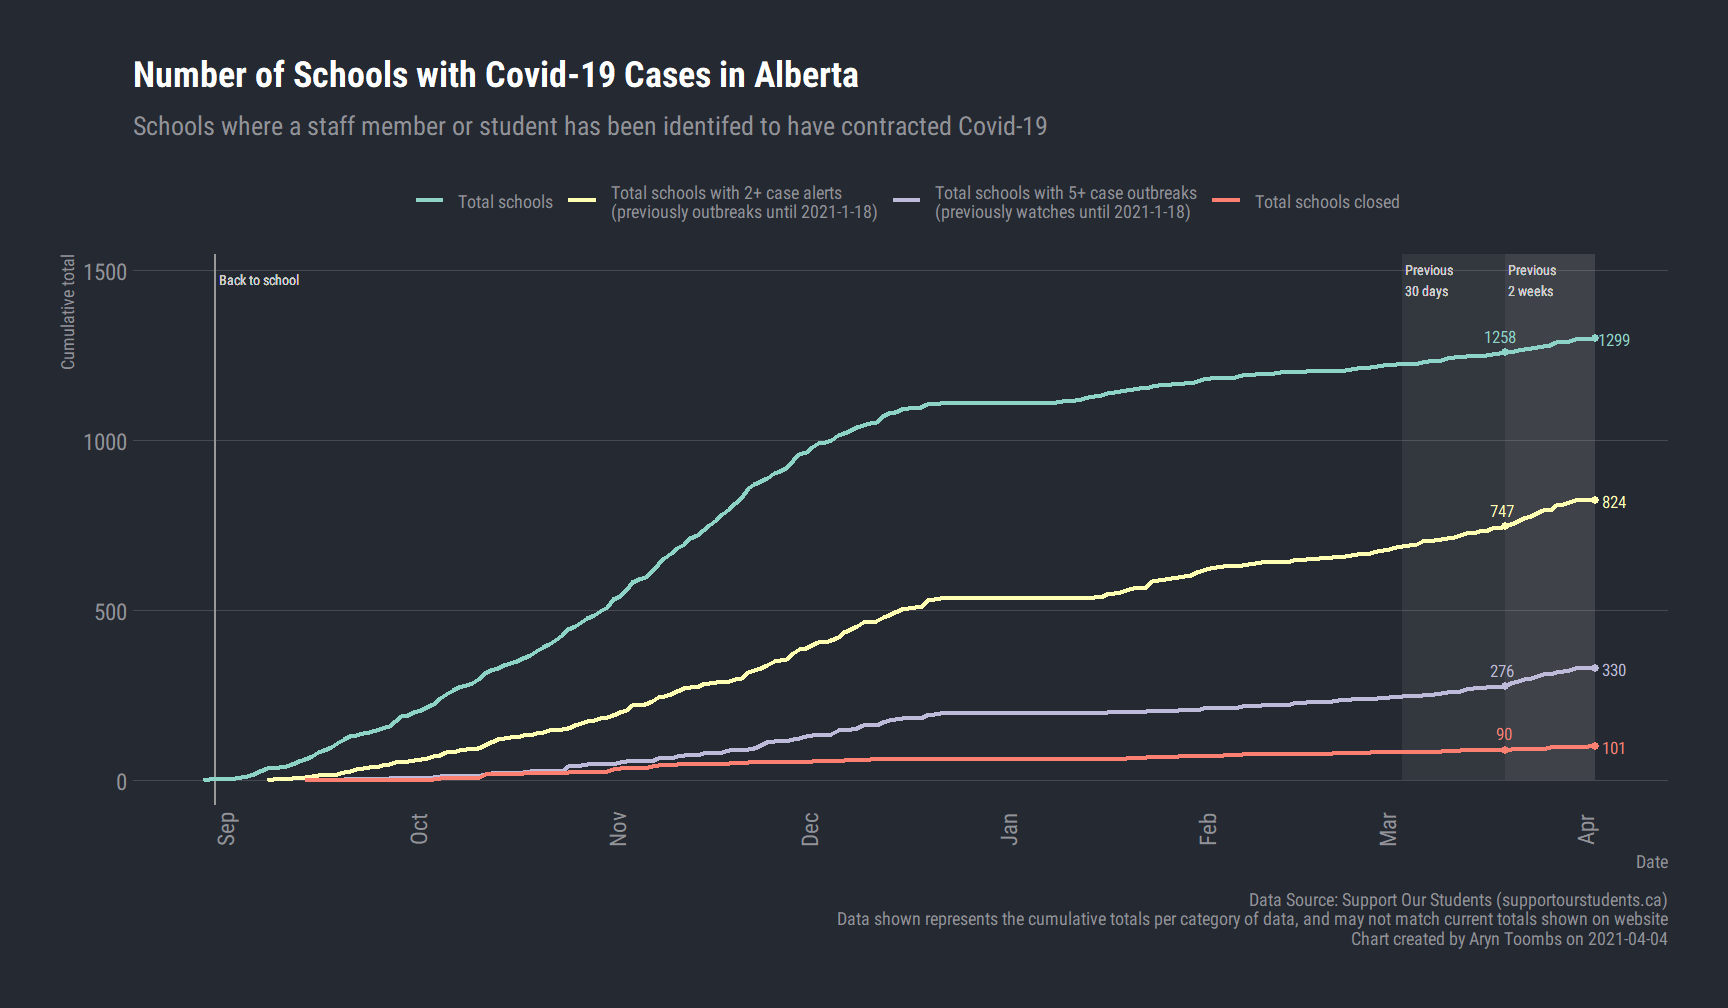 Number of Schools with Covid-19 Cases in Alberta
Schools where a staff member or student has been identifed to have contracted Covid-19
Total schools
Total schools with 2+ case alerts
(previously outbreaks until 2021-1-18)
Total schools with 5+ case outbreaks
(previously watches until 2021-1-18)
Total schools closed
Cumulative total
1500
1000
500
0
Back to school
Previous
30 days
Previous
2 weeks
1258
1299
747
824
276
330
90
101
Sep
Oct
Nov
Dec
Jan
Feb
Mar
Apr
Date
Data Source: Support Our Students (supportourstudents.ca)
Data shown represents the cumulative totals per category of data, and may not match current totals shown on website
Chart created by Aryn Toombs on 2021-04-04